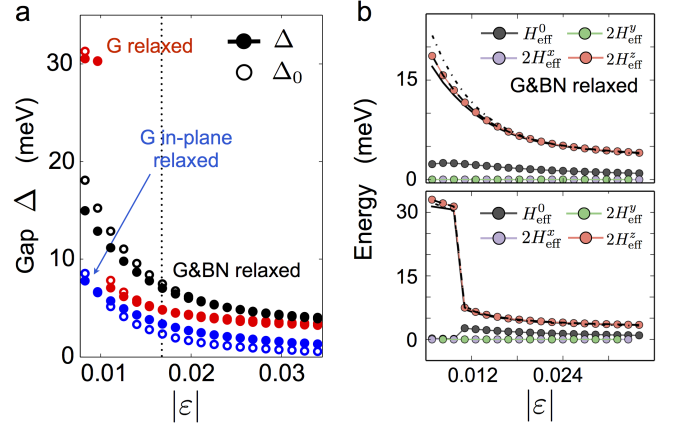 a
Gap Δ (meV)
30
20
10
0
G relaxed
Δ
Δ₀
G in-plane
relaxed
G&BN relaxed
0.01 0.02 0.03
|ε|
b
Energy (meV)
H⁰eff 2Hʸeff
2Hˣeff 2Hᶻeff
G&BN relaxed
15
0
H⁰eff 2Hʸeff
2Hˣeff 2Hᶻeff
30
15
0
0.012 0.024
|ε|